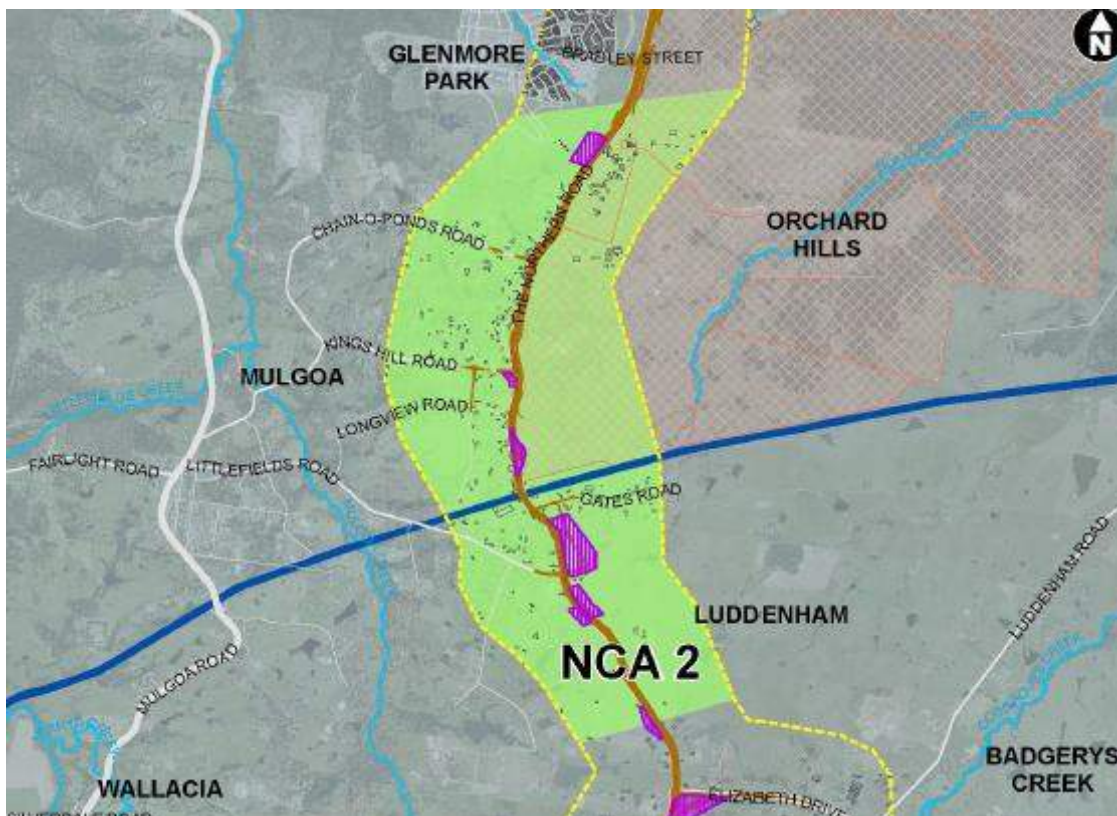 N
GLENMORE
PARK
BRADLEY STREET
ORCHARD
HILLS
CHAIN-O-PONDS ROAD
THE NORTHERN ROAD
KINGS HILL ROAD
MULGOA
LONGVIEW ROAD
FAIRLIGHT ROAD
LITTLEFIELDS ROAD
GATES ROAD
LUDDENHAM
LUDDENHAM ROAD
NCA 2
MULGOA ROAD
BADGERYS
CREEK
WALLACIA
ELIZABETH DRIVE